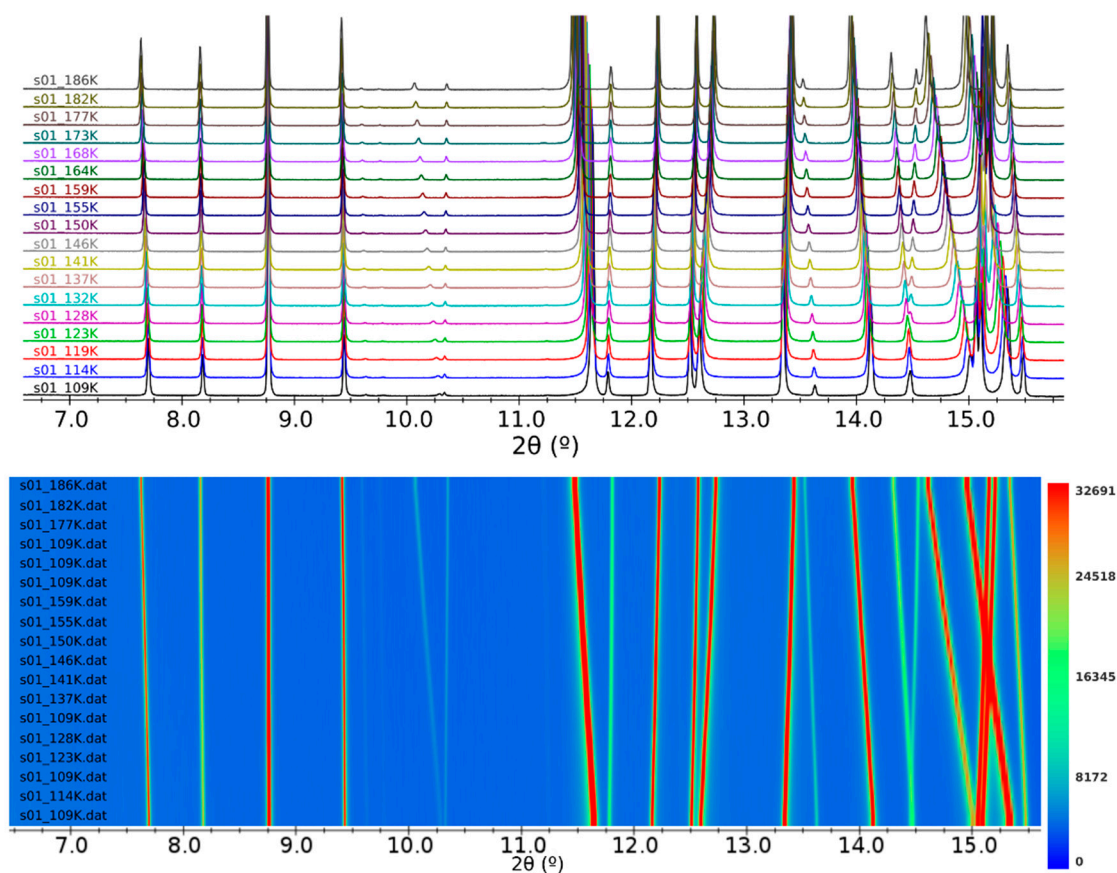 s01_186K
s01_182K
s01_177K
s01_173K
s01_168K
s01_164K
s01_159K
s01_155K
s01_150K
s01_146K
s01_141K
s01_137K
s01_132K
s01_128K
s01_123K
s01_119K
s01_114K
s01_109K
7.0 8.0 9.0 10.0 11.0 12.0 13.0 14.0 15.0
2θ (º)
s01_186K.dat
s01_182K.dat
s01_177K.dat
s01_109K.dat
s01_109K.dat
s01_109K.dat
s01_159K.dat
s01_155K.dat
s01_150K.dat
s01_146K.dat
s01_141K.dat
s01_137K.dat
s01_109K.dat
s01_128K.dat
s01_123K.dat
s01_109K.dat
s01_114K.dat
s01_109K.dat
7.0 8.0 9.0 10.0 11.0 12.0 13.0 14.0 15.0
2θ (º)
32691
24518
16345
8172
0